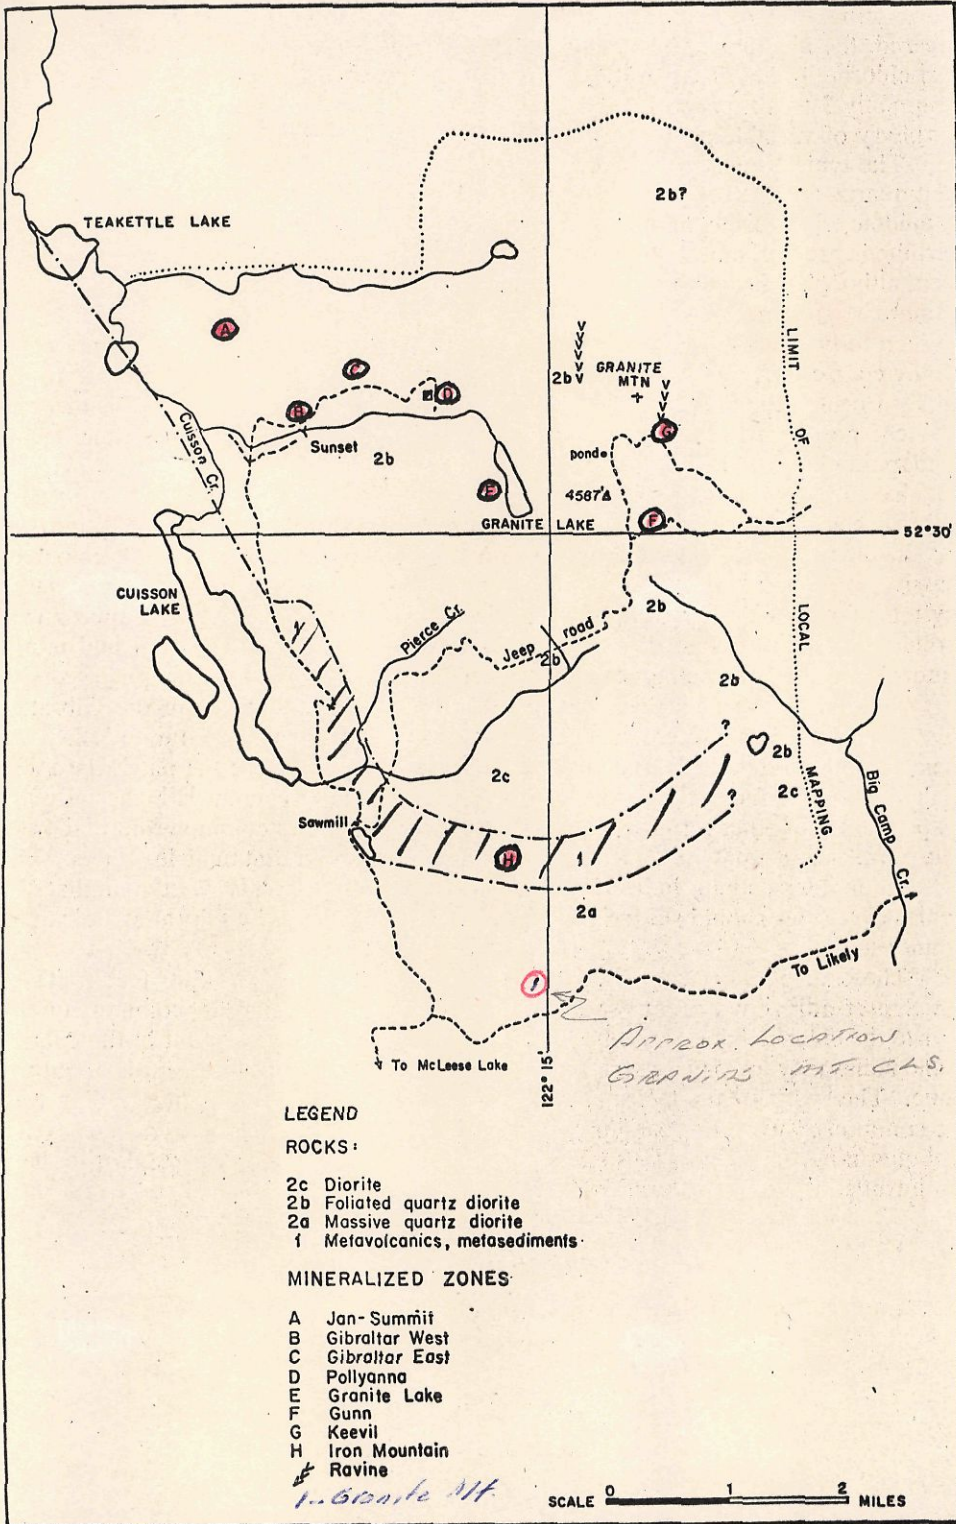 TEAKETTLE LAKE
2b?
A
C
B
D
2b
GRANITE
MTN
LIMIT
OF
LOCAL
MAPPING
Cuisson Cr.
Sunset
2b
G
pond
E
4587'
F
GRANITE LAKE
52°30'
CUISSON
LAKE
1
Pierce Cr.
Jeep road
2b
2b
2b
2c
?
2b
2c
?
Big Camp Cr.
Sawmill
H
1
2a
To Likely
1
APPROX. LOCATION
GRANITE MT. CLS.
To McLeese Lake
122° 15'
LEGEND
ROCKS:
2c Diorite
2b Foliated quartz diorite
2a Massive quartz diorite
1 Metavolcanics, metasediments
MINERALIZED ZONES
A Jan-Summit
B Gibraltar West
C Gibraltar East
D Pollyanna
E Granite Lake
F Gunn
G Keevil
H Iron Mountain
Ravine
1.. Granite Mt.
SCALE 0 1 2 MILES